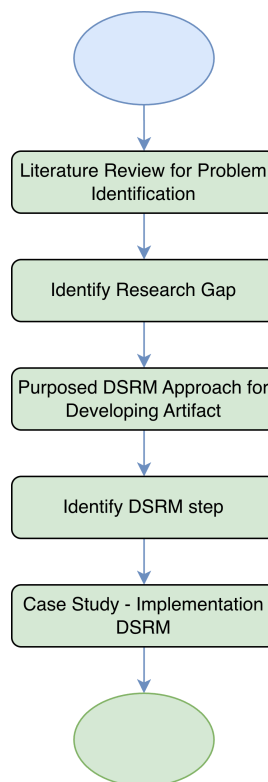 Literature Review for Problem
Identification
Identify Research Gap
Purposed DSRM Approach for
Developing Artifact
Identify DSRM step
Case Study - Implementation
DSRM